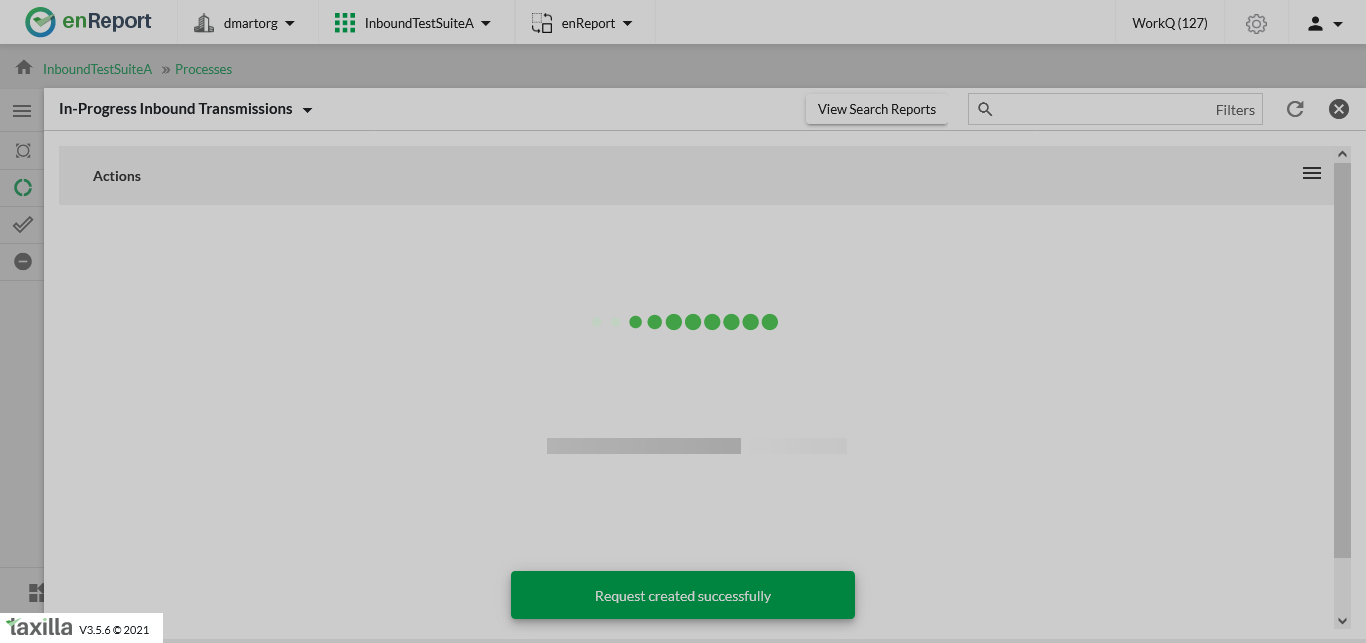 enReport
dmartorg
InboundTestSuiteA
enReport
WorkQ (127)
InboundTestSuiteA » Processes
In-Progress Inbound Transmissions
View Search Reports
Filters
Actions
Request created successfully
taxilla V3.5.6 © 2021